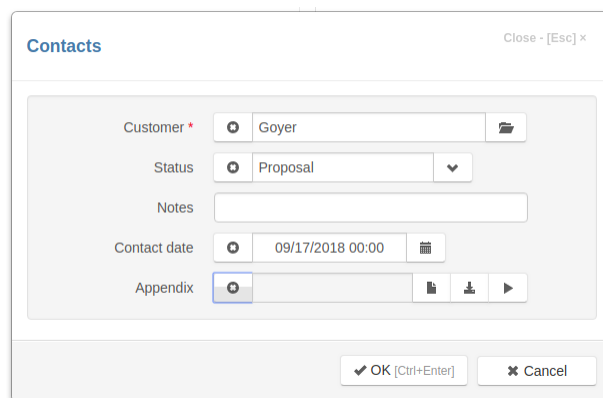 Contacts
Close - [Esc] ×
Customer *
Goyer
Status
Proposal
Notes
Contact date
09/17/2018 00:00
Appendix
OK [Ctrl+Enter]
Cancel